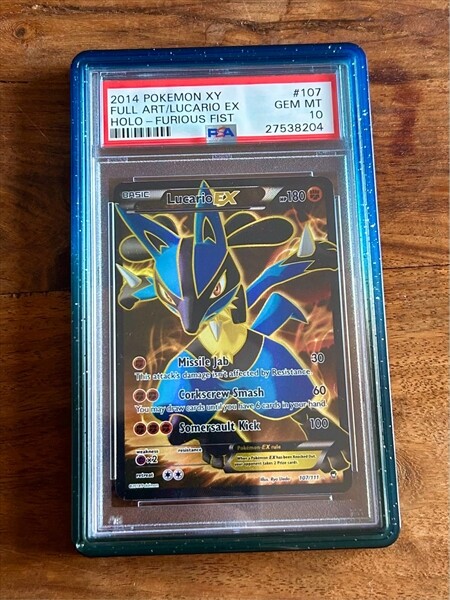 2014 POKEMON XY #107
FULL ART/LUCARIO EX GEM MT
HOLO - FURIOUS FIST 10
PSA 27538204
BASIC Lucario EX HP180
Missile Jab 30
This attack's damage isn't affected by Resistance.
Corkscrew Smash 60
You may draw cards until you have 6 cards in your hand.
Somersault Kick 100
weakness resistance Pokémon-EX rule
×2 When a Pokémon-EX has been Knocked Out,
your opponent takes 2 Prize cards.
retreat
Illus. Ryo Ueda 107/111